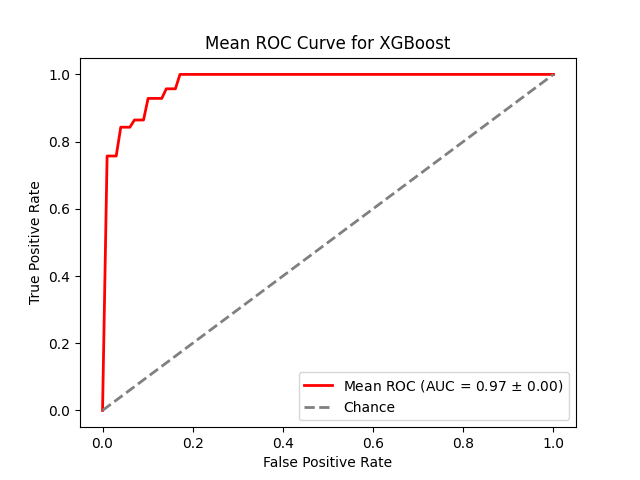 Mean ROC Curve for XGBoost
True Positive Rate
1.0
0.8
0.6
0.4
0.2
0.0
Mean ROC (AUC = 0.97 ± 0.00)
Chance
0.0 0.2 0.4 0.6 0.8 1.0
False Positive Rate